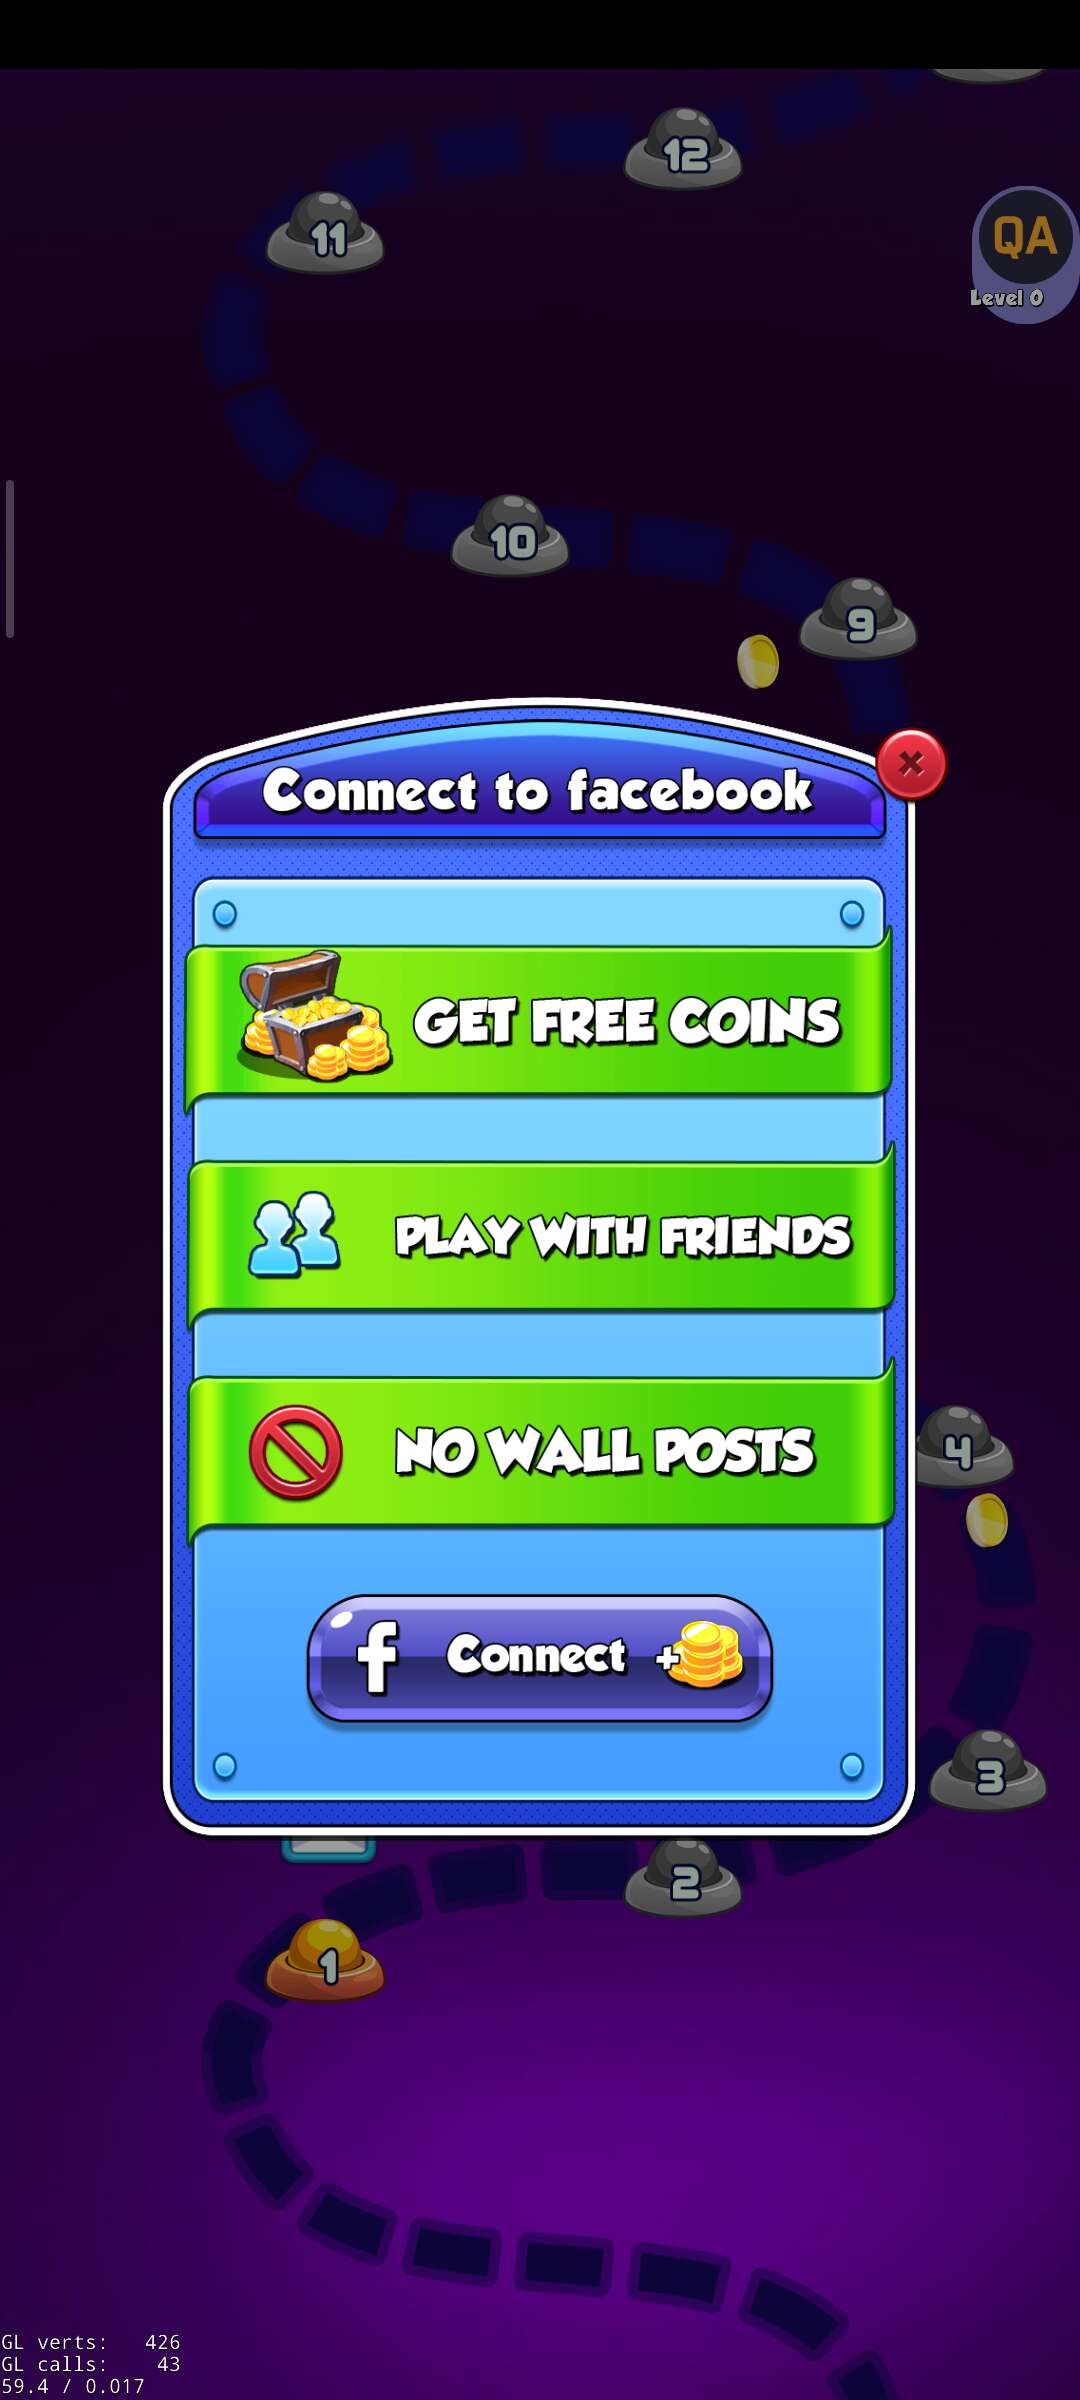 12
11
QA
Level 0
10
9
Connect to facebook
GET FREE COINS
PLAY WITH FRIENDS
NO WALL POSTS
4
f Connect +
3
2
1
GL verts: 426
GL calls: 43
59.4 / 0.017